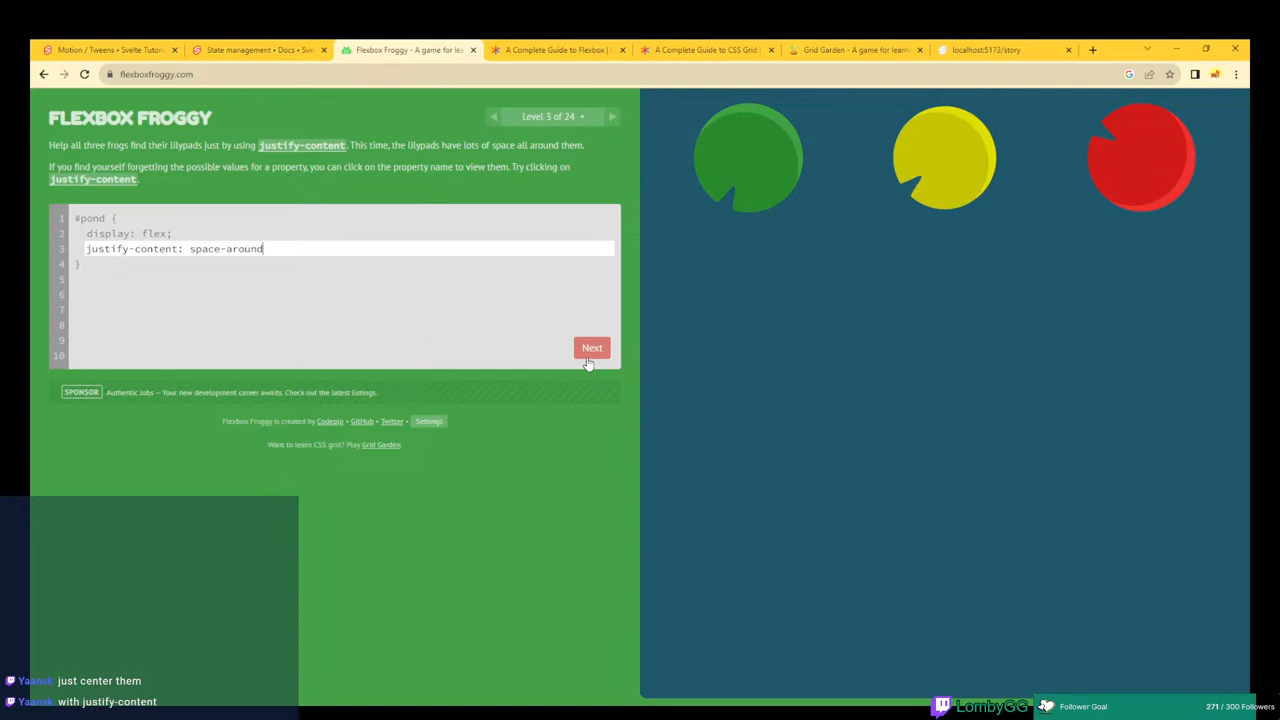 Motion / Tweens • Svelte Tutori
State management • Docs • Sve
Flexbox Froggy - A game for lea
A Complete Guide to Flexbox |
A Complete Guide to CSS Grid |
Grid Garden - A game for learni
localhost:5173/story
flexboxfroggy.com
FLEXBOX FROGGY
Level 3 of 24
Help all three frogs find their lilypads just by using justify-content. This time, the lilypads have lots of space all around them.
If you find yourself forgetting the possible values for a property, you can click on the property name to view them. Try clicking on
justify-content.
1 #pond {
2 display: flex;
3 justify-content: space-around
4 }
5
6
7
8
9
10
Next
SPONSOR Authentic Jobs — Your new development career awaits. Check out the latest listings.
Flexbox Froggy is created by Codepip • GitHub • Twitter • Settings
Want to learn CSS grid? Play Grid Garden.
Yaansk just center them
Yaansk with justify-content
LombyGG
Follower Goal
271 / 300 Followers